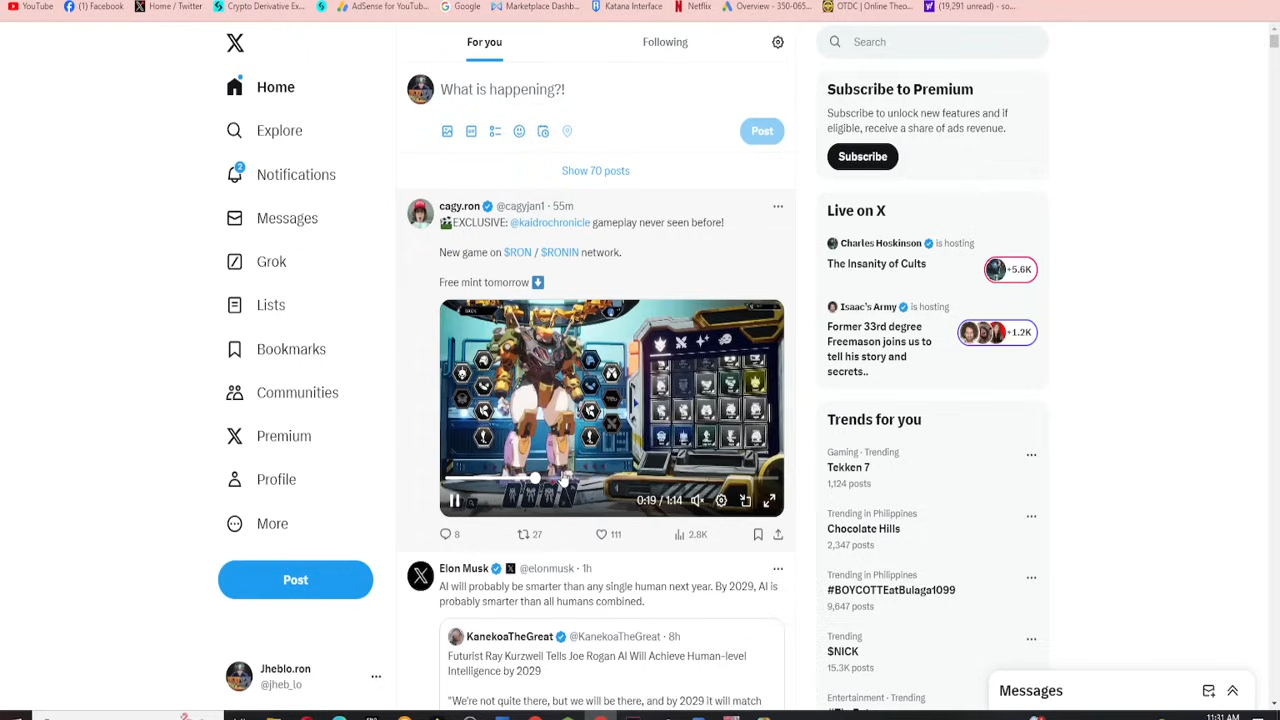 YouTube
(1) Facebook
Home / Twitter
Crypto Derivative Ex...
AdSense for YouTub...
Google
Marketplace Dashb...
Katana Interface
Netflix
Overview - 350-065...
OTDC | Online Theo...
(19,291 unread) - so...
Home
Explore
Notifications
2
Messages
Grok
Lists
Bookmarks
Communities
Premium
Profile
More
Post
Jheblo.ron
@jheb_lo
For you
Following
What is happening?!
Post
Show 70 posts
cagy.ron @cagyjan1 · 55m
🎬EXCLUSIVE: @kaidrochronicle gameplay never seen before!
New game on $RON / $RONIN network.
Free mint tomorrow ⬇️
BACK
0:19 / 1:14
8
27
111
2.8K
Elon Musk @elonmusk · 1h
AI will probably be smarter than any single human next year. By 2029, AI is
probably smarter than all humans combined.
KanekoaTheGreat @KanekoaTheGreat · 8h
Futurist Ray Kurzweil Tells Joe Rogan AI Will Achieve Human-level
Intelligence by 2029
"We're not quite there, but we will be there, and by 2029 it will match
Search
Subscribe to Premium
Subscribe to unlock new features and if
eligible, receive a share of ads revenue.
Subscribe
Live on X
Charles Hoskinson is hosting
The Insanity of Cults
+5.6K
Isaac's Army is hosting
Former 33rd degree
Freemason joins us to
tell his story and
secrets..
+1.2K
Trends for you
Gaming · Trending
Tekken 7
1,124 posts
Trending in Philippines
Chocolate Hills
2,347 posts
Trending in Philippines
#BOYCOTTEatBulaga1099
9,647 posts
Trending
$NICK
15.3K posts
Entertainment · Trending
Messages
11:31 AM